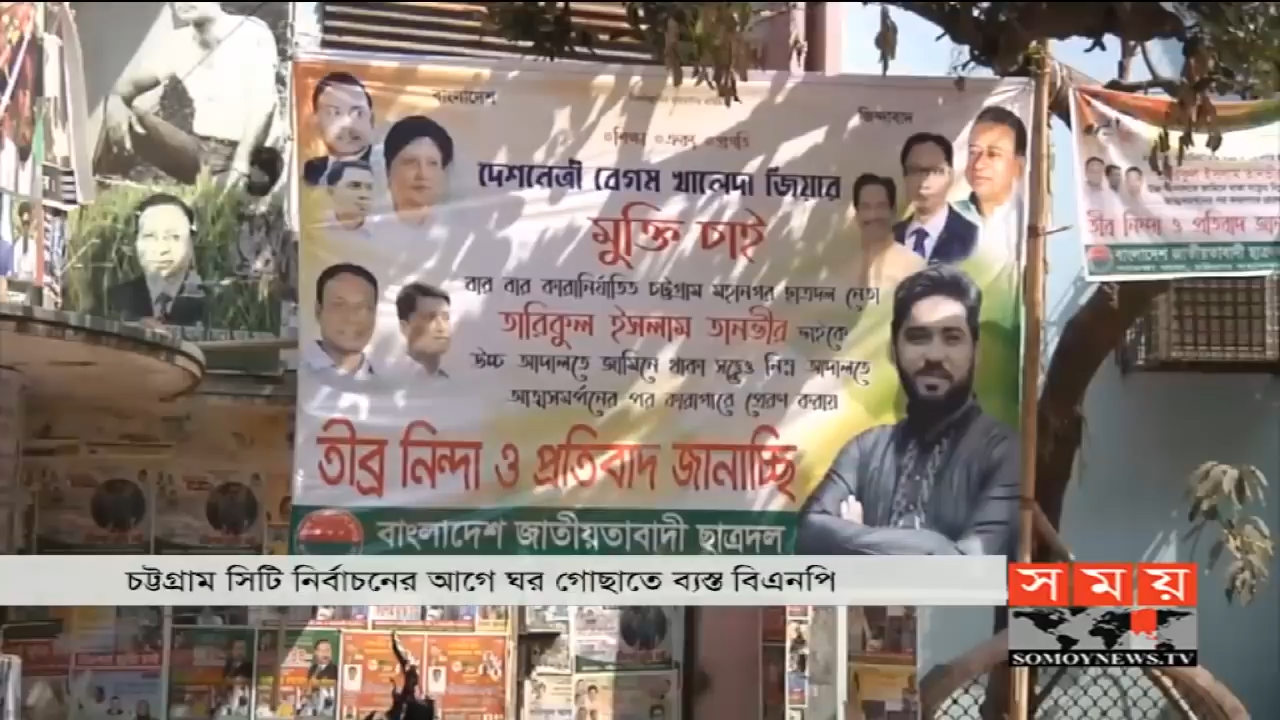 বাংলাদেশ
জিন্দাবাদ
দেশনেত্রী বেগম খালেদা জিয়ার
মুক্তি চাই
বার বার কারানির্যাতিত চট্টগ্রাম মহানগর ছাত্রদল নেতা
তারিকুল ইসলাম তানভীর ভাইকে
উচ্চ আদালতে জামিনে থাকা সত্ত্বেও নিম্ন আদালতে
আত্মসমর্পনের পর কারাগারে প্রেরণ করায়
তীব্র নিন্দা ও প্রতিবাদ জানাচ্ছি
বাংলাদেশ জাতীয়তাবাদী ছাত্রদল
তীব্র নিন্দা ও প্রতিবাদ
বাংলাদেশ জাতীয়তাবাদী
চট্টগ্রাম সিটি নির্বাচনের আগে ঘর গোছাতে ব্যস্ত বিএনপি
সময়
SOMOYNEWS.TV